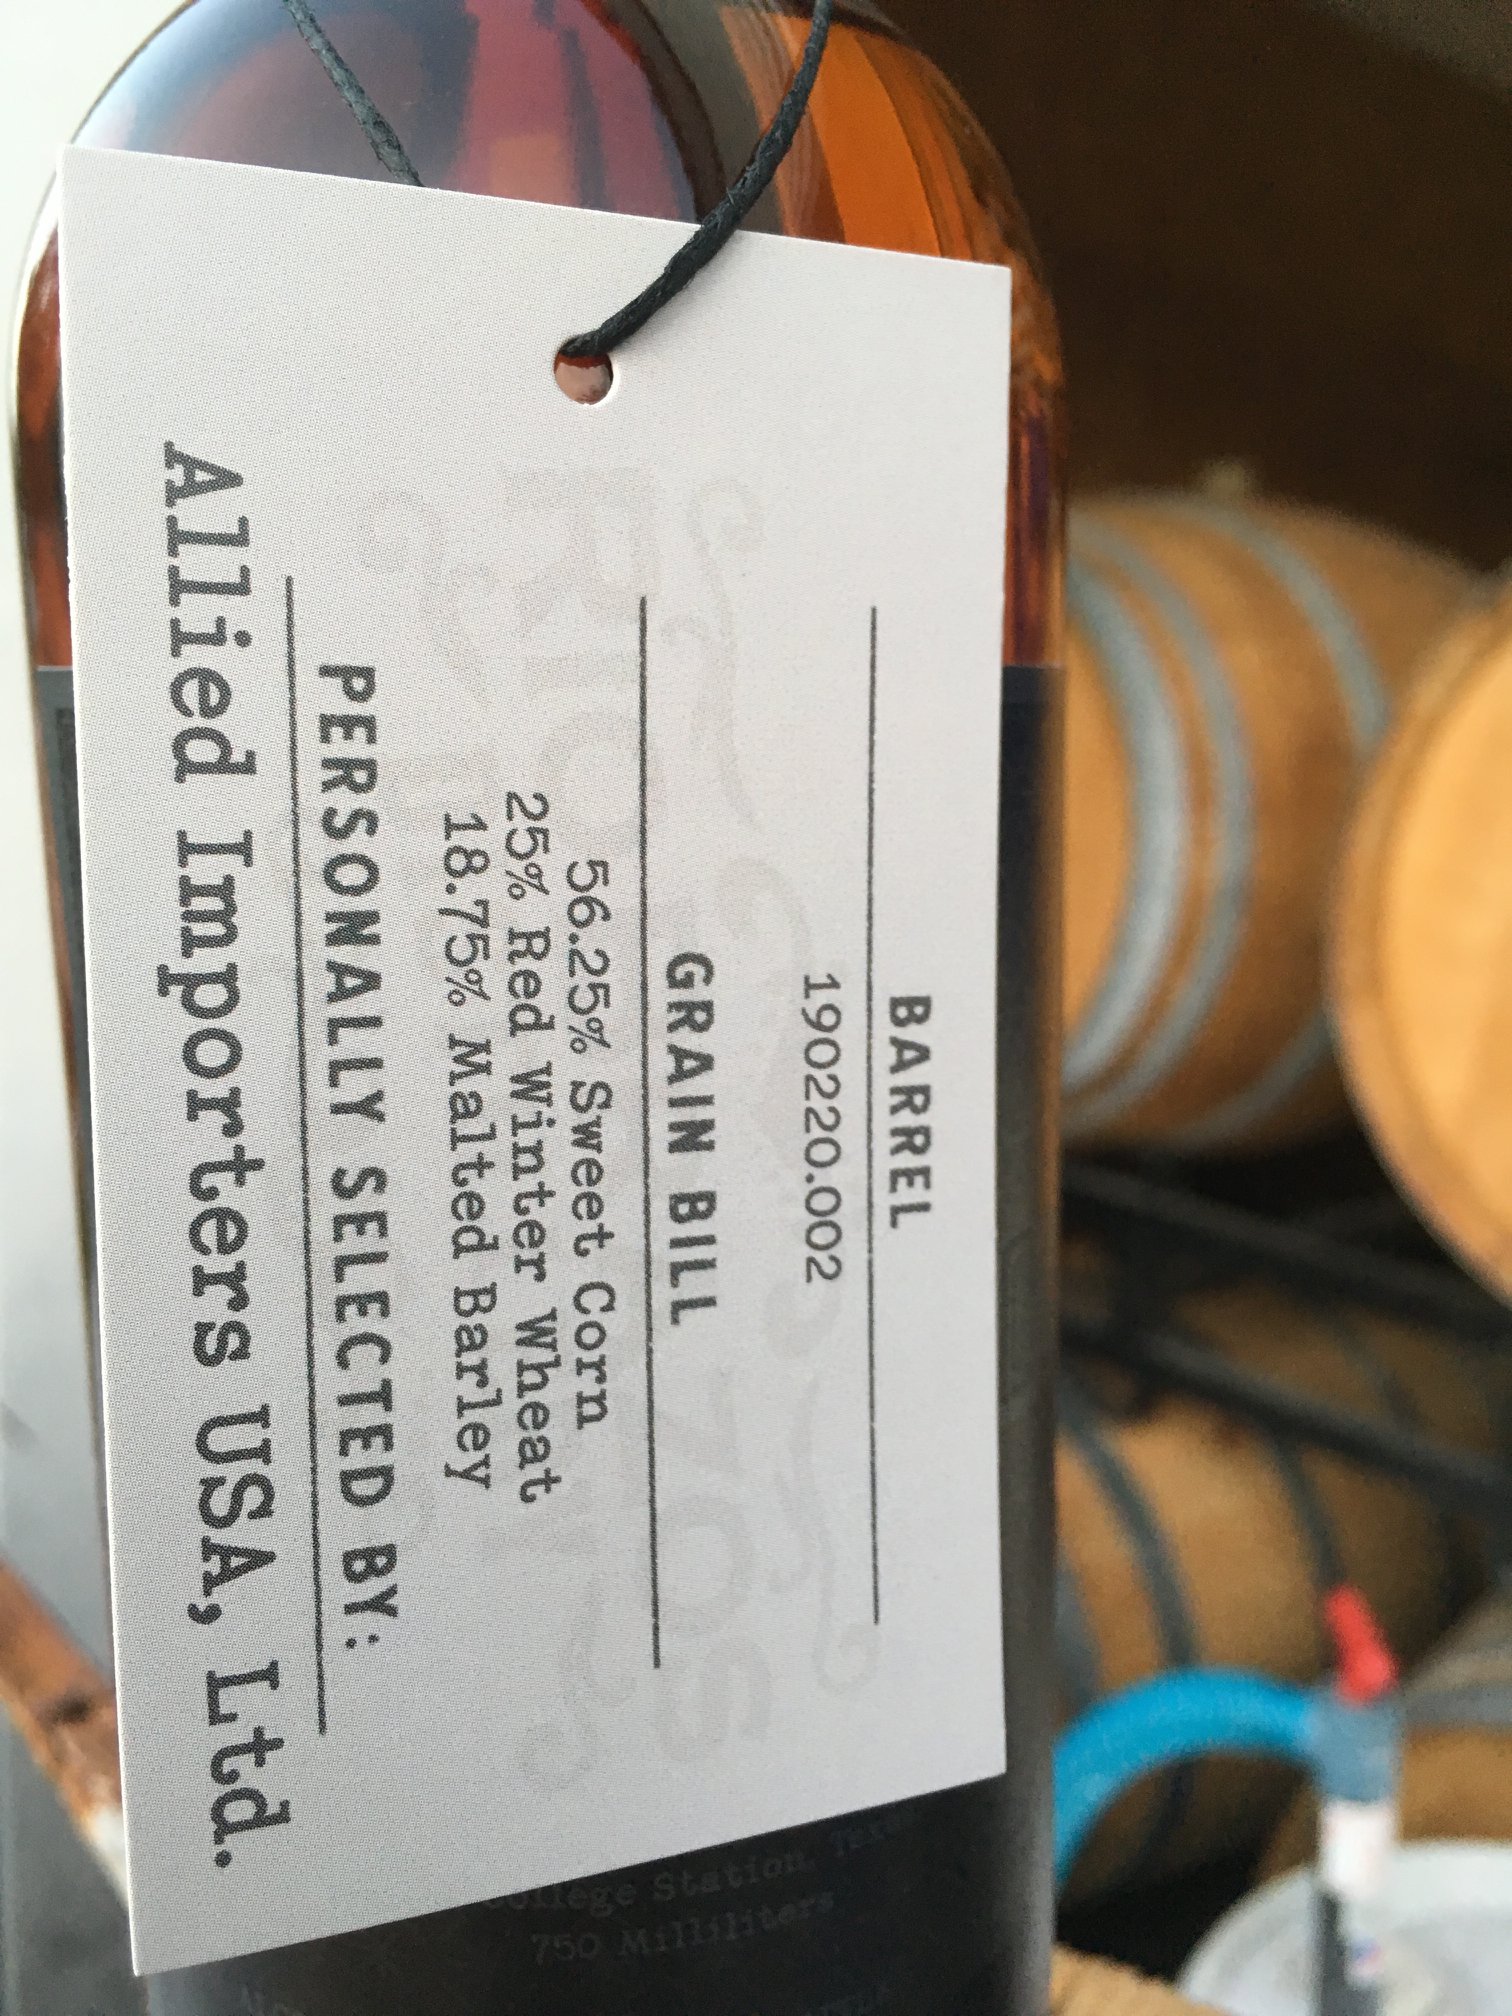 BARREL
190220.002
GRAIN BILL
56.25% Sweet Corn
25% Red Winter Wheat
18.75% Malted Barley
PERSONALLY SELECTED BY:
Allied Importers USA, Ltd.
College Station,
750 Milliliters